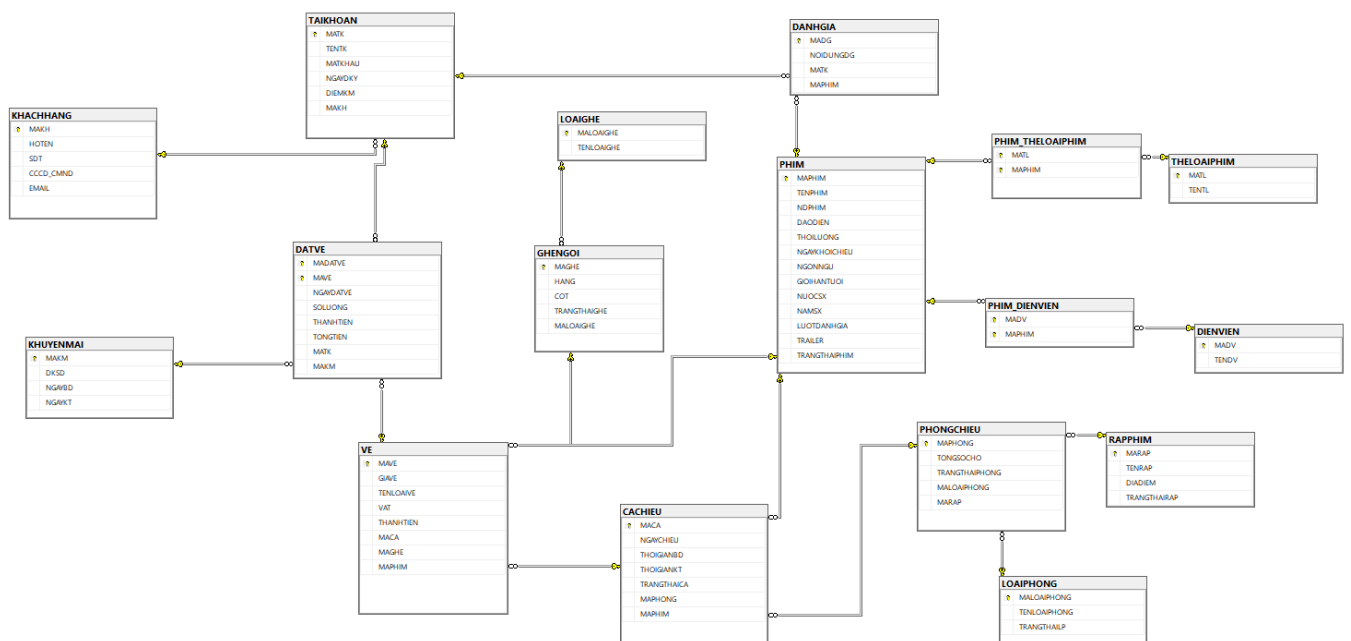 TAIKHOAN
MATK
TENTK
MATKHAU
NGAYDKY
DIEMKM
MAKH
DANHGIA
MADG
NOIDUNGDG
MATK
MAPHIM
KHACHHANG
MAKH
HOTEN
SDT
CCCD_CMND
EMAIL
LOAIGHE
MALOAIGHE
TENLOAIGHE
PHIM
MAPHIM
TENPHIM
NDPHIM
DAODIEN
THOILUONG
NGAYKHOICHIEU
NGONNGU
GIOIHANTUOI
NUOCSX
NAMSX
LUOTDANHGIA
TRAILER
TRANGTHAIPHIM
PHIM_THELOAIPHIM
MATL
MAPHIM
THELOAIPHIM
MATL
TENTL
DATVE
MADATVE
MAVE
NGAYDATVE
SOLUONG
THANHTIEN
TONGTIEN
MATK
MAKM
GHENGOI
MAGHE
HANG
COT
TRANGTHAIGHE
MALOAIGHE
PHIM_DIENVIEN
MADV
MAPHIM
DIENVIEN
MADV
TENDV
KHUYENMAI
MAKM
DKSD
NGAYBD
NGAYKT
VE
MAVE
GIAVE
TENLOAIVE
VAT
THANHTIEN
MACA
MAGHE
MAPHIM
CACHIEU
MACA
NGAYCHIEU
THOIGIANBD
THOIGIANKT
TRANGTHAICA
MAPHONG
MAPHIM
PHONGCHIEU
MAPHONG
TONGSOCHO
TRANGTHAIPHONG
MALOAIPHONG
MARAP
RAPPHIM
MARAP
TENRAP
DIADIEM
TRANGTHAIRAP
LOAIPHONG
MALOAIPHONG
TENLOAIPHONG
TRANGTHAILP